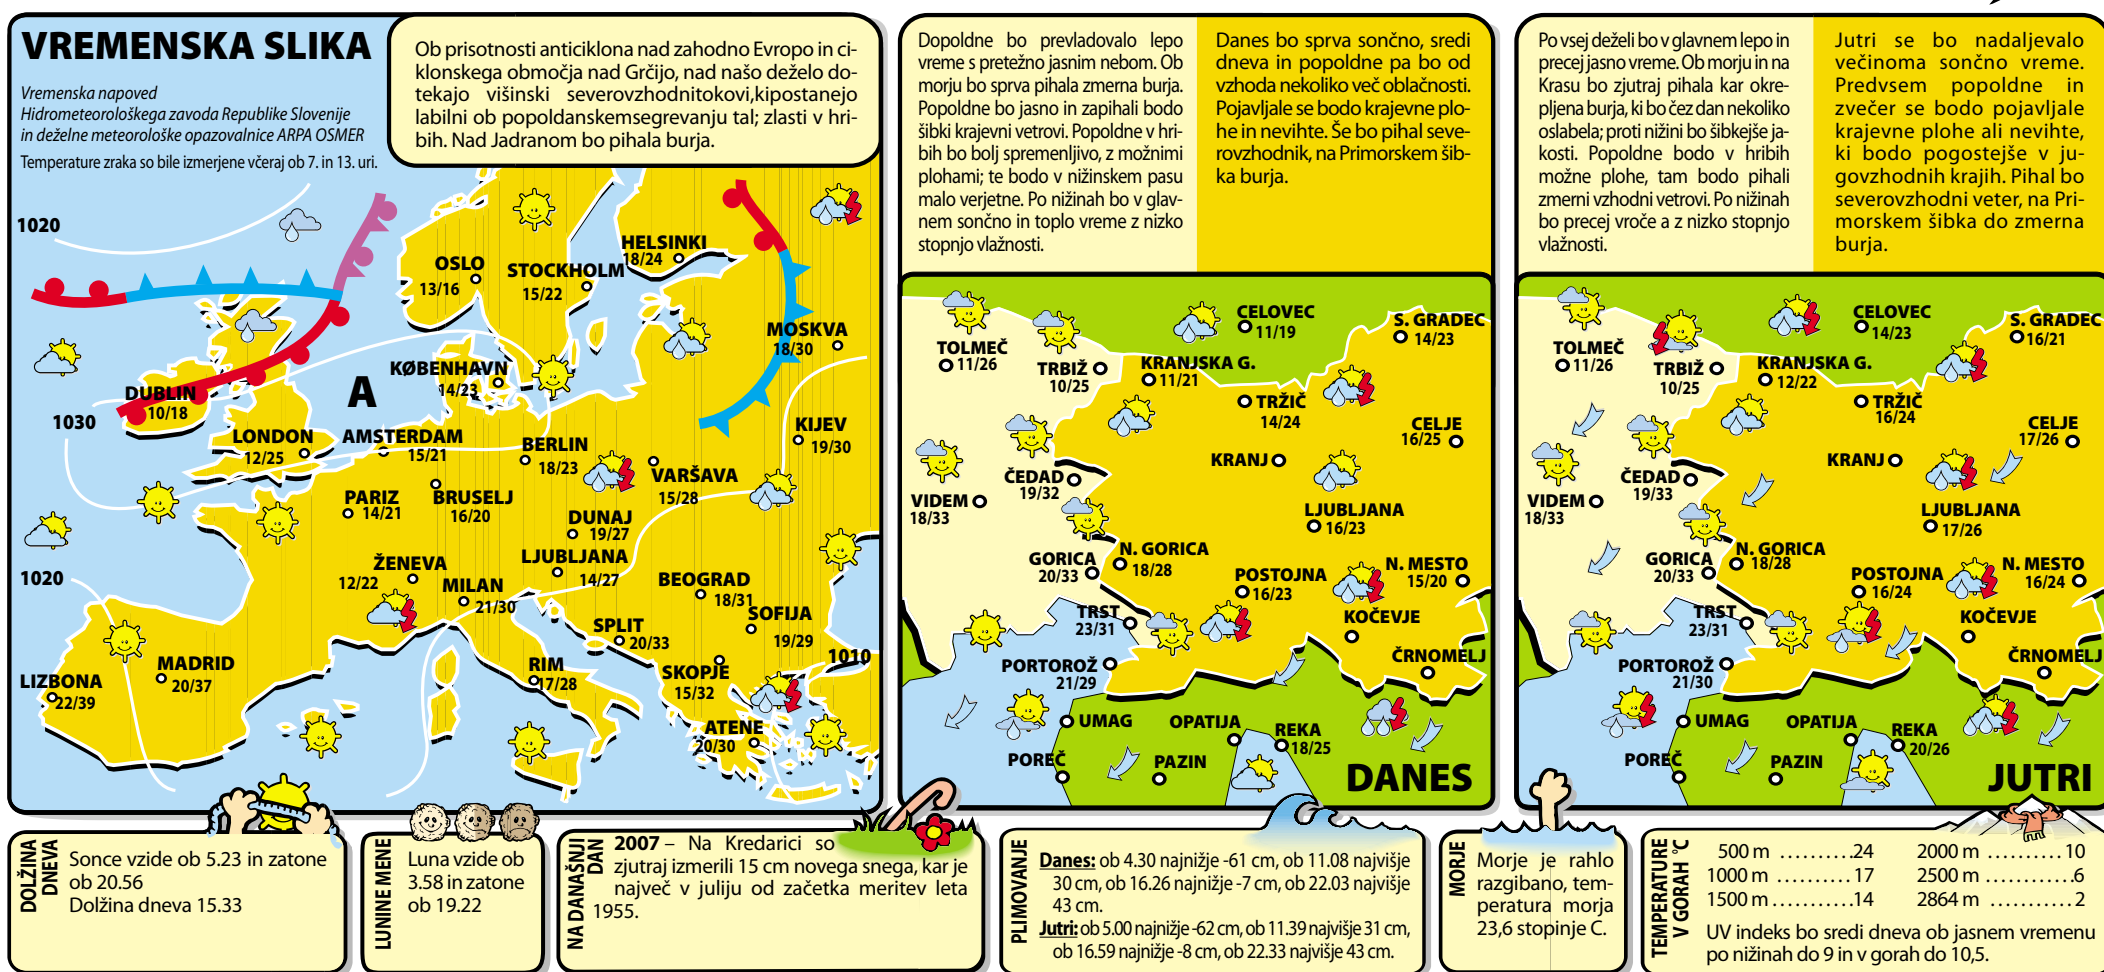 VREMENSKA SLIKA
Vremenska napoved
Hidrometeorološkega zavoda Republike Slovenije
in deželne meteorološke opazovalnice ARPA OSMER
Temperature zraka so bile izmerjene včeraj ob 7. in 13. uri.
Ob prisotnosti anticiklona nad zahodno Evropo in ci-
klonskega območja nad Grčijo, nad našo deželo do-
tekajo višinski severovzhodnitokovi,kipostanejo
labilni ob popoldanskemsegrevanju tal; zlasti v hri-
bih. Nad Jadranom bo pihala burja.
1020
1030
1020
1010
A
OSLO
13/16
STOCKHOLM
15/22
HELSINKI
18/24
MOSKVA
18/30
KØBENHAVN
14/23
DUBLIN
10/18
LONDON
12/25
AMSTERDAM
15/21
BERLIN
18/23
KIJEV
19/30
VARŠAVA
15/28
PARIZ
14/21
BRUSELJ
16/20
DUNAJ
19/27
LJUBLJANA
14/27
ŽENEVA
12/22
MILAN
21/30
BEOGRAD
18/31
SOFIJA
19/29
SPLIT
20/33
SKOPJE
15/32
RIM
17/28
MADRID
20/37
LIZBONA
22/39
ATENE
20/30
Dopoldne bo prevladovalo lepo
vreme s pretežno jasnim nebom. Ob
morju bo sprva pihala zmerna burja.
Popoldne bo jasno in zapihali bodo
šibki krajevni vetrovi. Popoldne v hri-
bih bo bolj spremenljivo, z možnimi
plohami; te bodo v nižinskem pasu
malo verjetne. Po nižinah bo v glav-
nem sončno in toplo vreme z nizko
stopnjo vlažnosti.
Danes bo sprva sončno, sredi
dneva in popoldne pa bo od
vzhoda nekoliko več oblačnosti.
Pojavljale se bodo krajevne plo-
he in nevihte. Še bo pihal seve-
rovzhodnik, na Primorskem šib-
ka burja.
CELOVEC
11/19
S. GRADEC
14/23
TOLMEČ
11/26
TRBIŽ
10/25
KRANJSKA G.
11/21
TRŽIČ
14/24
CELJE
16/25
KRANJ
ČEDAD
19/32
VIDEM
18/33
LJUBLJANA
16/23
GORICA
20/33
N. GORICA
18/28
POSTOJNA
16/23
N. MESTO
15/20
TRST
23/31
KOČEVJE
PORTOROŽ
21/29
ČRNOMELJ
UMAG
OPATIJA
REKA
18/25
POREČ
PAZIN
DANES
Po vsej deželi bo v glavnem lepo in
precej jasno vreme. Ob morju in na
Krasu bo zjutraj pihala kar okre-
pljena burja, ki bo čez dan nekoliko
oslabela; proti nižini bo šibkejše ja-
kosti. Popoldne bodo v hribih
možne plohe, tam bodo pihali
zmerni vzhodni vetrovi. Po nižinah
bo precej vroče a z nizko stopnjo
vlažnosti.
Jutri se bo nadaljevalo
večinoma sončno vreme.
Predvsem popoldne in
zvečer se bodo pojavljale
krajevne plohe ali nevihte,
ki bodo pogostejše v ju-
govzhodnih krajih. Pihal bo
severovzhodni veter, na Pri-
morskem šibka do zmerna
burja.
CELOVEC
14/23
S. GRADEC
16/21
TOLMEČ
11/26
TRBIŽ
10/25
KRANJSKA G.
12/22
TRŽIČ
16/24
CELJE
17/26
KRANJ
ČEDAD
19/33
VIDEM
18/33
LJUBLJANA
17/26
GORICA
20/33
N. GORICA
18/28
POSTOJNA
16/24
N. MESTO
16/24
TRST
23/31
KOČEVJE
PORTOROŽ
21/30
ČRNOMELJ
UMAG
OPATIJA
REKA
20/26
POREČ
PAZIN
JUTRI
DOLŽINA
DNEVA
Sonce vzide ob 5.23 in zatone
ob 20.56
Dolžina dneva 15.33
LUNINE MENE
Luna vzide ob
3.58 in zatone
ob 19.22
NA DANAŠNJI
DAN
2007 – Na Kredarici so
zjutraj izmerili 15 cm novega snega, kar je
največ v juliju od začetka meritev leta
1955.
PLIMOVANJE
Danes: ob 4.30 najnižje -61 cm, ob 11.08 najvišje
30 cm, ob 16.26 najnižje -7 cm, ob 22.03 najvišje
43 cm.
Jutri: ob 5.00 najnižje -62 cm, ob 11.39 najvišje 31 cm,
ob 16.59 najnižje -8 cm, ob 22.33 najvišje 43 cm.
MORJE
Morje je rahlo
razgibano, tem-
peratura morja
23,6 stopinje C.
TEMPERATURE
V GORAH °C
500 m ..........24
1000 m ..........17
1500 m ..........14
2000 m ..........10
2500 m ...........6
2864 m ...........2
UV indeks bo sredi dneva ob jasnem vremenu
po nižinah do 9 in v gorah do 10,5.